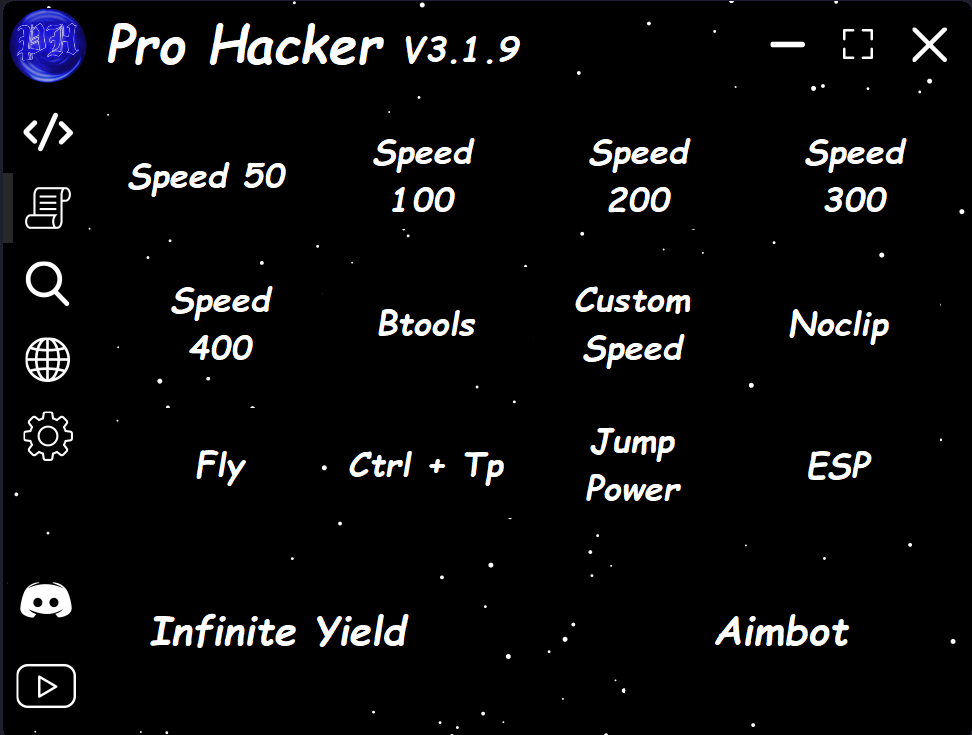 PH
Pro Hacker V3.1.9
Speed 50
Speed
100
Speed
200
Speed
300
Speed
400
Btools
Custom
Speed
Noclip
Fly
Ctrl + Tp
Jump
Power
ESP
Infinite Yield
Aimbot